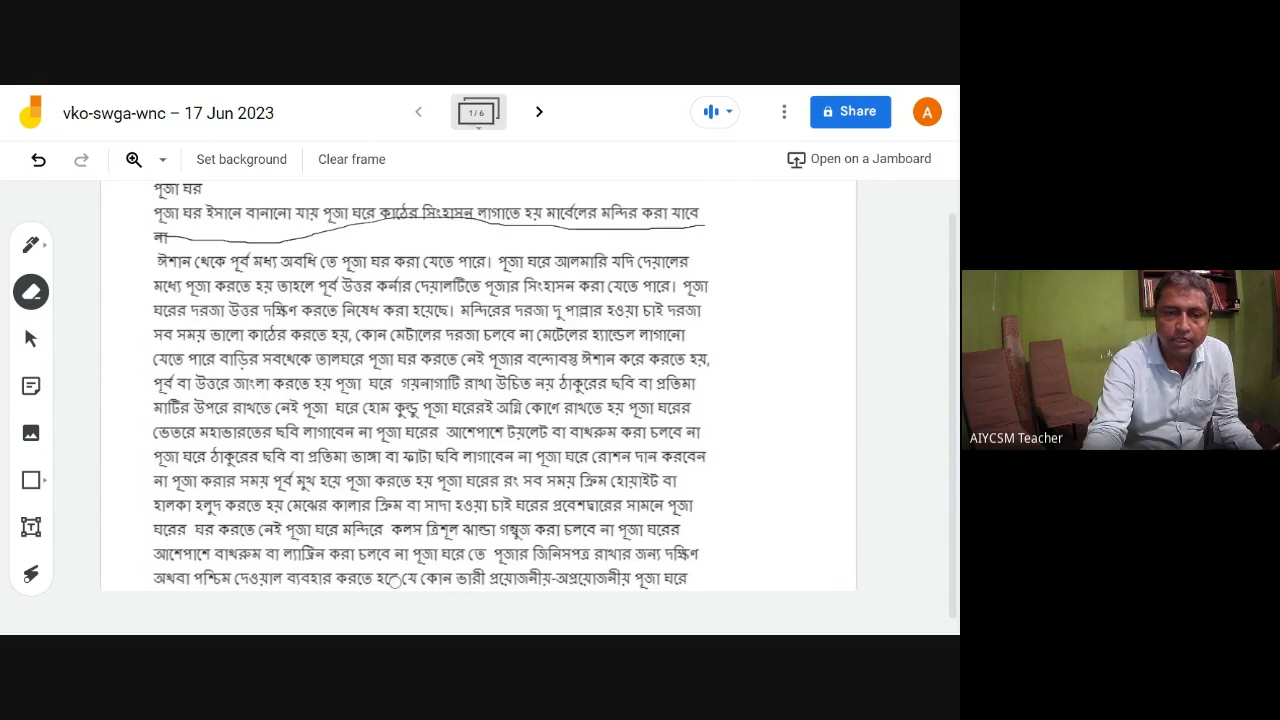 vko-swga-wnc – 17 Jun 2023
1/6
Share
A
Set background
Clear frame
Open on a Jamboard
পূজা ঘর
পূজা ঘর ইসানে বানানো যায় পূজা ঘরে কাঠের সিংহাসন লাগাতে হয় মার্বেলের মন্দির করা যাবে
না
ঈশান থেকে পূর্ব মধ্য অবধি তে পূজা ঘর করা যেতে পারে। পূজা ঘরে আলমারি যদি দেয়ালের
মধ্যে পূজা করতে হয় তাহলে পূর্ব উত্তর কর্নার দেয়ালটিতে পূজার সিংহাসন করা যেতে পারে। পূজা
ঘরের দরজা উত্তর দক্ষিণ করতে নিষেধ করা হয়েছে। মন্দিরের দরজা দু পাল্লার হওয়া চাই দরজা
সব সময় ভালো কাঠের করতে হয়, কোন মেটালের দরজা চলবে না মেটেলের হ্যান্ডেল লাগানো
যেতে পারে বাড়ির সবথেকে তালঘরে পূজা ঘর করতে নেই পূজার বন্দোবস্ত ঈশান করে করতে হয়,
পূর্ব বা উত্তরে জাংলা করতে হয় পূজা ঘরে গয়নাগাটি রাখা উচিত নয় ঠাকুরের ছবি বা প্রতিমা
মাটির উপরে রাখতে নেই পূজা ঘরে হোম কুন্ডু পূজা ঘরেরই অগ্নি কোণে রাখতে হয় পূজা ঘরের
ভেতরে মহাভারতের ছবি লাগাবেন না পূজা ঘরের আশেপাশে টয়লেট বা বাথরুম করা চলবে না
পূজা ঘরে ঠাকুরের ছবি বা প্রতিমা ভাঙ্গা বা ফাটা ছবি লাগাবেন না পূজা ঘরে রোশন দান করবেন
না পূজা করার সময় পূর্ব মুখ হয়ে পূজা করতে হয় পূজা ঘরের রং সব সময় ক্রিম হোয়াইট বা
হালকা হলুদ করতে হয় মেঝের কালার ক্রিম বা সাদা হওয়া চাই ঘরের প্রবেশদ্বারের সামনে পূজা
ঘরের ঘর করতে নেই পূজা ঘরে মন্দিরে কলস ত্রিশূল ঝান্ডা গম্বুজ করা চলবে না পূজা ঘরের
আশেপাশে বাথরুম বা ল্যাট্রিন করা চলবে না পূজা ঘরে তে পূজার জিনিসপত্র রাখার জন্য দক্ষিণ
অথবা পশ্চিম দেওয়াল ব্যবহার করতে হবে যে কোন ভারী প্রয়োজনীয়-অপ্রয়োজনীয় পূজা ঘরে
AIYCSM Teacher